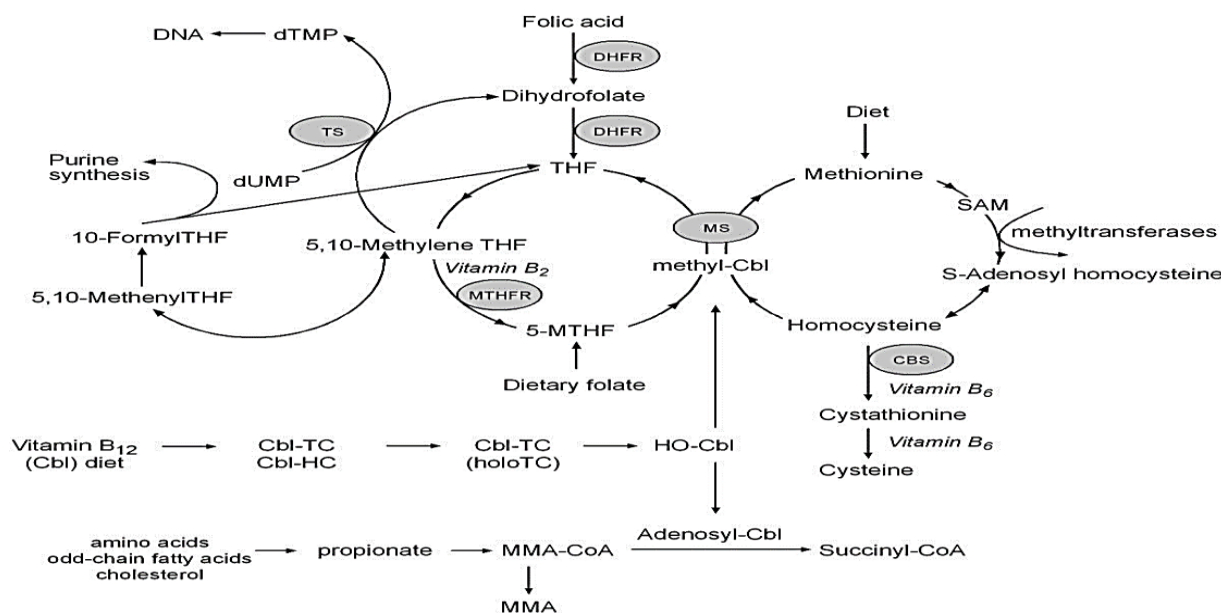 Folic acid
DNA
dTMP
DHFR
Dihydrofolate
Diet
TS
DHFR
Purine
synthesis
dUMP
THF
Methionine
SAM
10-FormylTHF
5,10-Methylene THF
MS
methyltransferases
Vitamin B2
methyl-Cbl
S-Adenosyl homocysteine
5,10-MethenylTHF
MTHFR
5-MTHF
Homocysteine
CBS
Dietary folate
Vitamin B6
Cystathionine
Vitamin B12
(Cbl) diet
Cbl-TC
Cbl-HC
Cbl-TC
(holoTC)
HO-Cbl
Vitamin B6
Cysteine
amino acids
odd-chain fatty acids
cholesterol
propionate
MMA-CoA
Adenosyl-Cbl
Succinyl-CoA
MMA